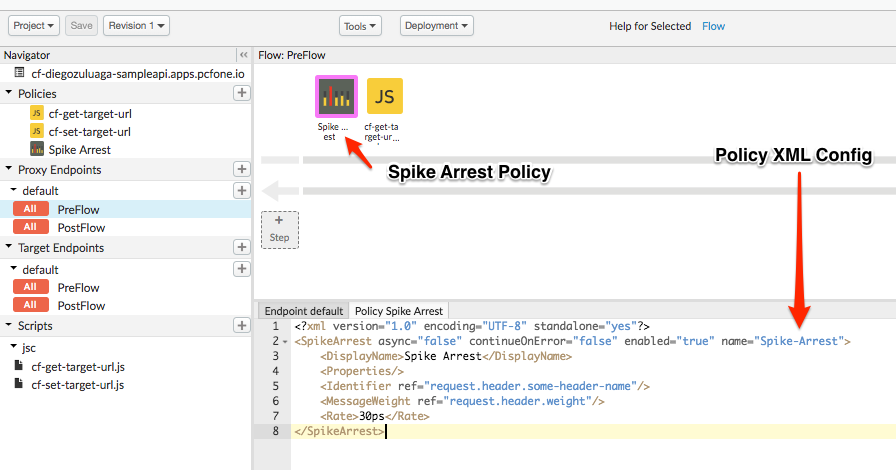 Project Save Revision 1 Tools Deployment Help for Selected Flow
Navigator
cf-diegozuluaga-sampleapi.apps.pcfone.io
Policies
JS cf-get-target-url
JS cf-set-target-url
Spike Arrest
Proxy Endpoints
default
All PreFlow
All PostFlow
Target Endpoints
default
All PreFlow
All PostFlow
Scripts
jsc
cf-get-target-url.js
cf-set-target-url.js
Flow: PreFlow
JS
Spike ...
est
cf-get-ta
rget-ur...
Spike Arrest Policy
Policy XML Config
+
Step
Endpoint default Policy Spike Arrest
1 <?xml version="1.0" encoding="UTF-8" standalone="yes"?>
2 <SpikeArrest async="false" continueOnError="false" enabled="true" name="Spike-Arrest">
3 <DisplayName>Spike Arrest</DisplayName>
4 <Properties/>
5 <Identifier ref="request.header.some-header-name"/>
6 <MessageWeight ref="request.header.weight"/>
7 <Rate>30ps</Rate>
8 </SpikeArrest>